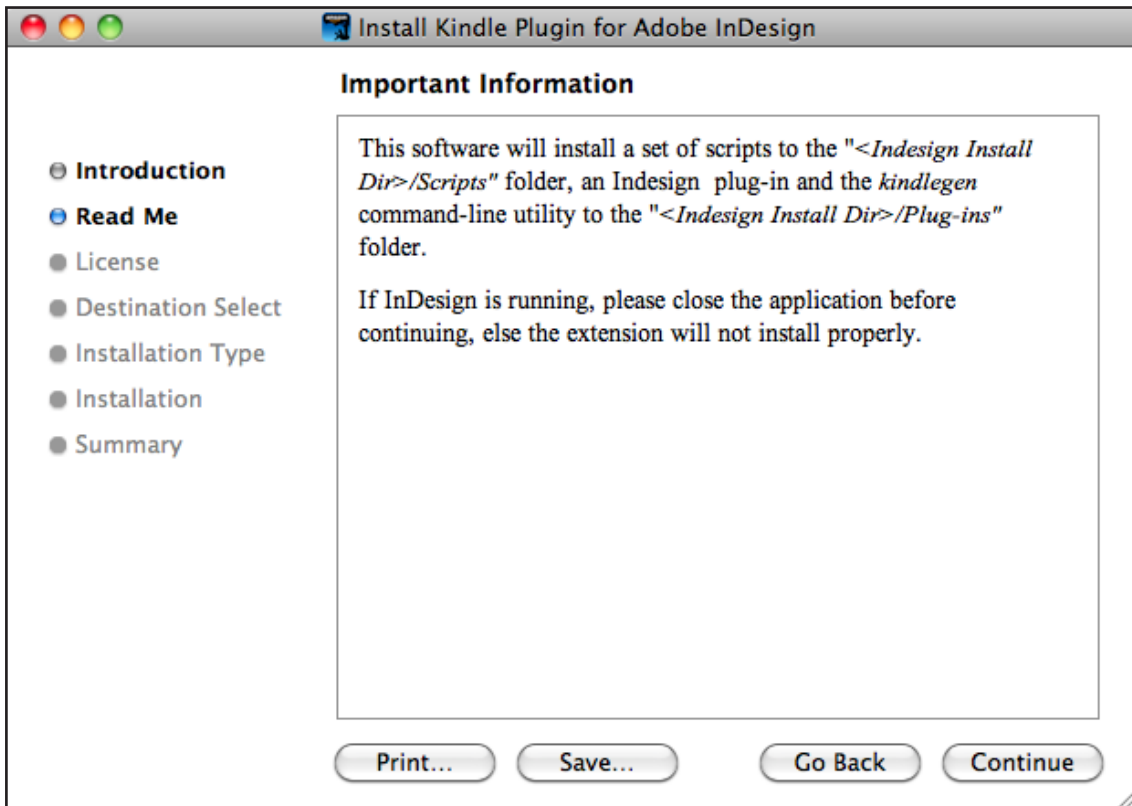 Install Kindle Plugin for Adobe InDesign
Important Information
Introduction
Read Me
License
Destination Select
Installation Type
Installation
Summary
This software will install a set of scripts to the "<Indesign Install
Dir>/Scripts" folder, an Indesign plug-in and the kindlegen
command-line utility to the "<Indesign Install Dir>/Plug-ins"
folder.
If InDesign is running, please close the application before
continuing, else the extension will not install properly.
Print...
Save...
Go Back
Continue